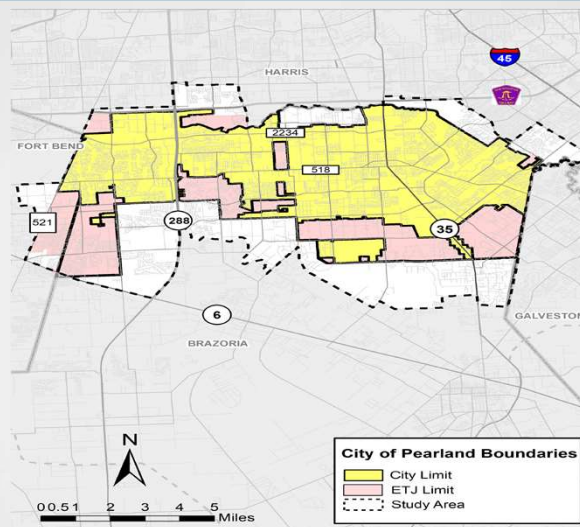 45
HARRIS
2234
FORT BEND
518
521
288
35
6
GALVESTON
BRAZORIA
N
0 0.5 1 2 3 4 5
Miles
City of Pearland Boundaries
City Limit
ETJ Limit
Study Area